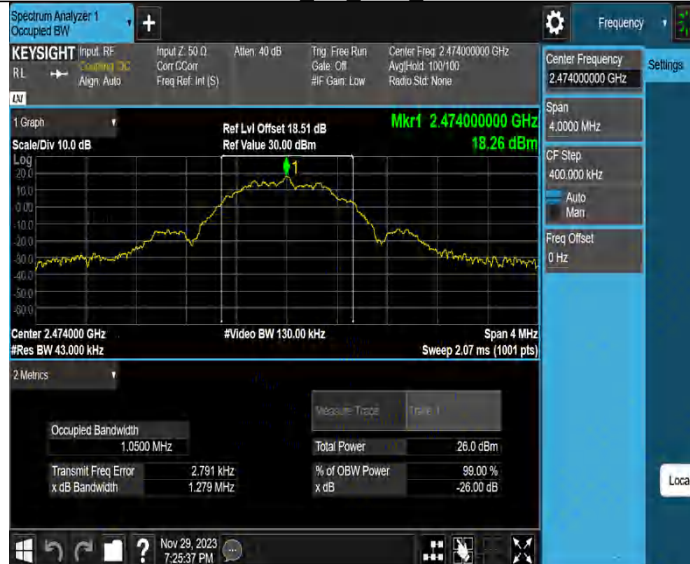 Spectrum Analyzer 1
Occupied BW
Frequency
KEYSIGHT
Input: RF
Coupling: DC
Align: Auto
Input Z: 50 Ω
Corr CCorr
Freq Ref: Int (S)
Atten: 40 dB
Trig: Free Run
Gate: Off
#IF Gain: Low
Center Freq: 2.474000000 GHz
Avg|Hold: 100/100
Radio Std: None
RL
LNI
Center Frequency
2.474000000 GHz
Settings
Span
4.0000 MHz
CF Step
400.000 kHz
Auto
Man
Freq Offset
0 Hz
1 Graph
Scale/Div 10.0 dB
Ref Lvl Offset 18.51 dB
Ref Value 30.00 dBm
Mkr1 2.474000000 GHz
18.26 dBm
Log
20.0
10.0
0.00
-10.0
-20.0
-30.0
-40.0
-50.0
-60.0
1
Center 2.474000 GHz
#Res BW 43.000 kHz
#Video BW 130.00 kHz
Span 4 MHz
Sweep 2.07 ms (1001 pts)
2 Metrics
Measure Trace
Trace 1
Occupied Bandwidth
1.0500 MHz
Total Power
26.0 dBm
Transmit Freq Error
2.791 kHz
% of OBW Power
99.00 %
x dB Bandwidth
1.279 MHz
x dB
-26.00 dB
Nov 29, 2023
7:25:37 PM